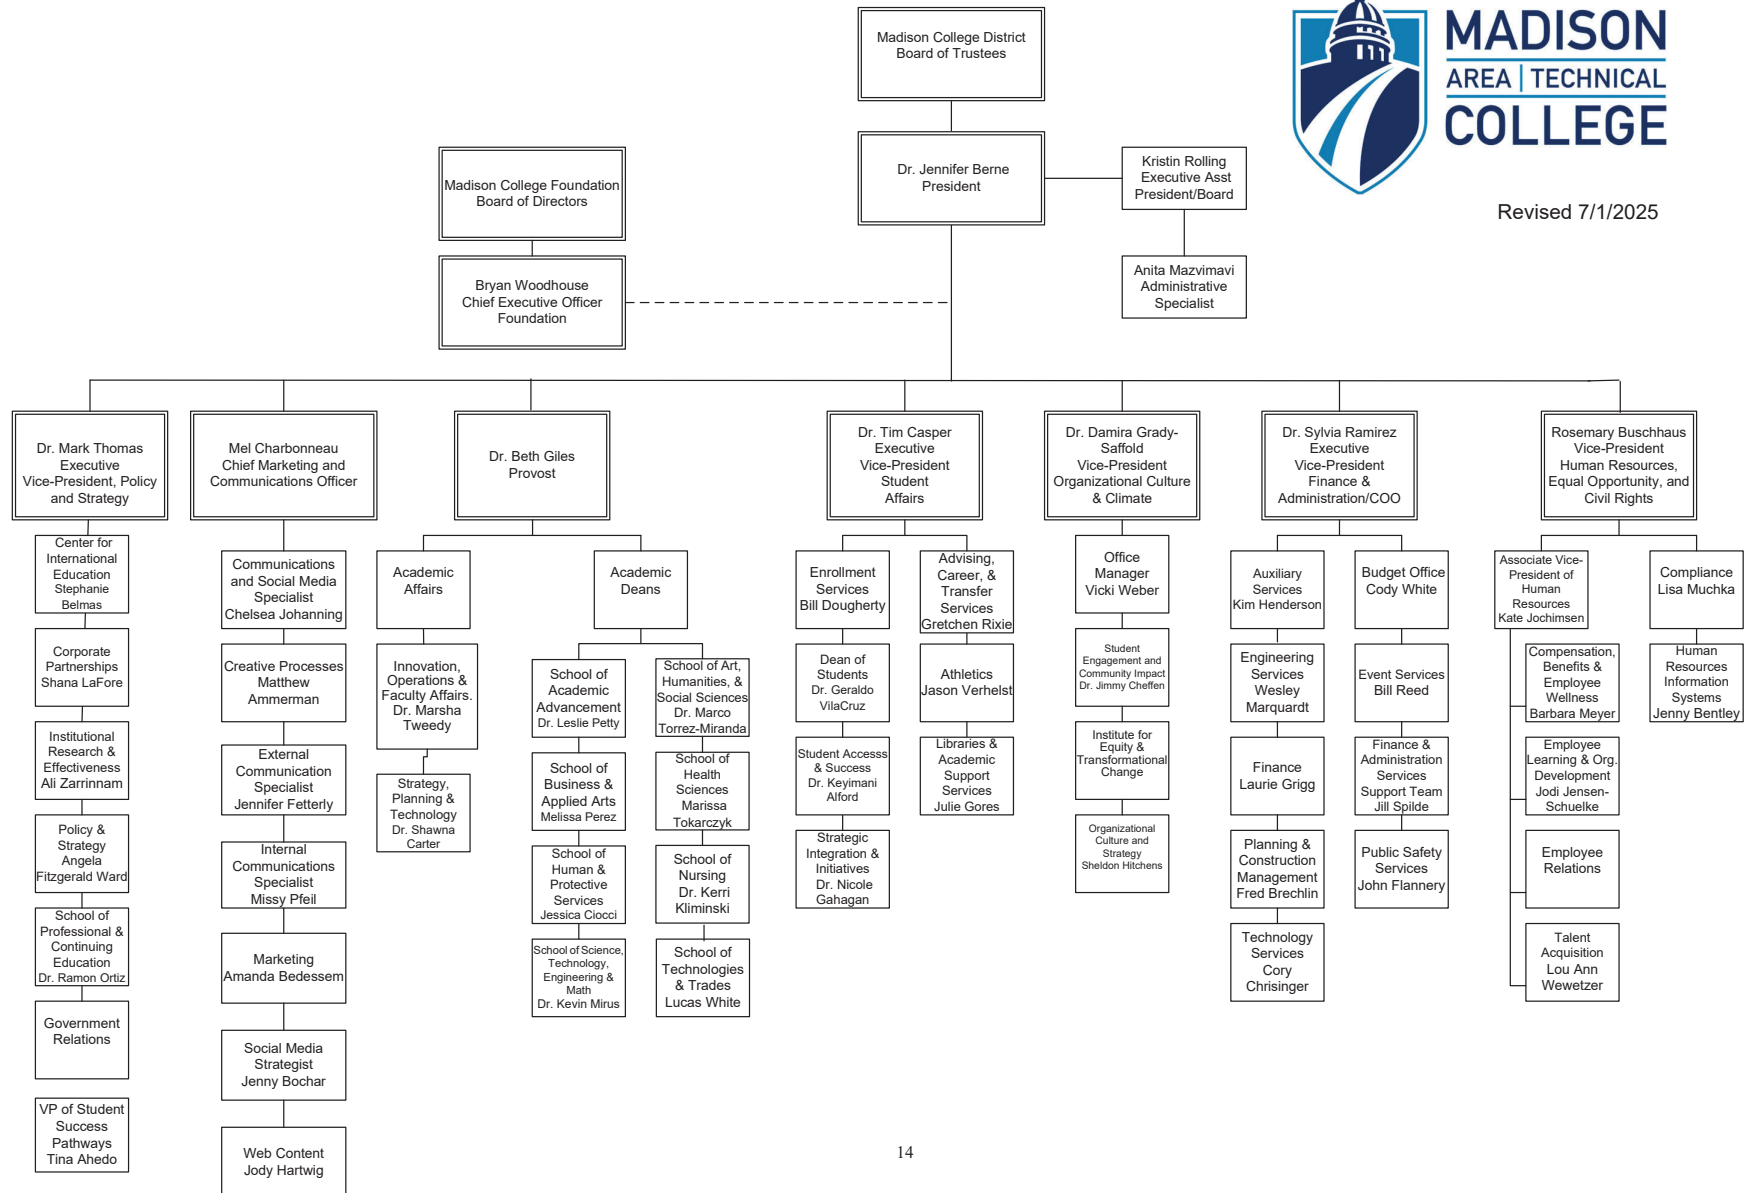 Madison College District
Board of Trustees
MADISON
AREA | TECHNICAL
COLLEGE
Revised 7/1/2025
Dr. Jennifer Berne
President
Kristin Rolling
Executive Asst
President/Board
Anita Mazvimavi
Administrative
Specialist
Madison College Foundation
Board of Directors
Bryan Woodhouse
Chief Executive Officer
Foundation
Dr. Mark Thomas
Executive
Vice-President, Policy
and Strategy
Center for
International
Education
Stephanie
Belmas
Corporate
Partnerships
Shana LaFore
Institutional
Research &
Effectiveness
Ali Zarrinnam
Policy &
Strategy
Angela
Fitzgerald Ward
School of
Professional &
Continuing
Education
Dr. Ramon Ortiz
Government
Relations
VP of Student
Success
Pathways
Tina Ahedo
Mel Charbonneau
Chief Marketing and
Communications Officer
Communications
and Social Media
Specialist
Chelsea Johanning
Creative Processes
Matthew
Ammerman
External
Communication
Specialist
Jennifer Fetterly
Internal
Communications
Specialist
Missy Pfeil
Marketing
Amanda Bedessem
Social Media
Strategist
Jenny Bochar
Web Content
Jody Hartwig
Dr. Beth Giles
Provost
Academic
Affairs
Innovation,
Operations &
Faculty Affairs.
Dr. Marsha
Tweedy
Strategy,
Planning &
Technology
Dr. Shawna
Carter
Academic
Deans
School of
Academic
Advancement
Dr. Leslie Petty
School of
Business &
Applied Arts
Melissa Perez
School of
Human &
Protective
Services
Jessica Ciocci
School of Science,
Technology,
Engineering &
Math
Dr. Kevin Mirus
School of Art,
Humanities, &
Social Sciences
Dr. Marco
Torrez-Miranda
School of
Health
Sciences
Marissa
Tokarczyk
School of
Nursing
Dr. Kerri
Kliminski
School of
Technologies
& Trades
Lucas White
Dr. Tim Casper
Executive
Vice-President
Student
Affairs
Enrollment
Services
Bill Dougherty
Dean of
Students
Dr. Geraldo
VilaCruz
Student Accesss
& Success
Dr. Keyimani
Alford
Strategic
Integration &
Initiatives
Dr. Nicole
Gahagan
Advising,
Career, &
Transfer
Services
Gretchen Rixie
Athletics
Jason Verhelst
Libraries &
Academic
Support
Services
Julie Gores
Dr. Damira Grady-
Saffold
Vice-President
Organizational Culture
& Climate
Office
Manager
Vicki Weber
Student
Engagement and
Community Impact
Dr. Jimmy Cheffen
Institute for
Equity &
Transformational
Change
Organizational
Culture and
Strategy
Sheldon Hitchens
Dr. Sylvia Ramirez
Executive
Vice-President
Finance &
Administration/COO
Auxiliary
Services
Kim Henderson
Engineering
Services
Wesley
Marquardt
Finance
Laurie Grigg
Planning &
Construction
Management
Fred Brechlin
Technology
Services
Cory
Chrisinger
Budget Office
Cody White
Event Services
Bill Reed
Finance &
Administration
Services
Support Team
Jill Spilde
Public Safety
Services
John Flannery
Rosemary Buschhaus
Vice-President
Human Resources,
Equal Opportunity, and
Civil Rights
Associate Vice-
President of
Human
Resources
Kate Jochimsen
Compensation,
Benefits &
Employee
Wellness
Barbara Meyer
Employee
Learning & Org.
Development
Jodi Jensen-
Schuelke
Employee
Relations
Talent
Acquisition
Lou Ann
Wewetzer
Compliance
Lisa Muchka
Human
Resources
Information
Systems
Jenny Bentley
14